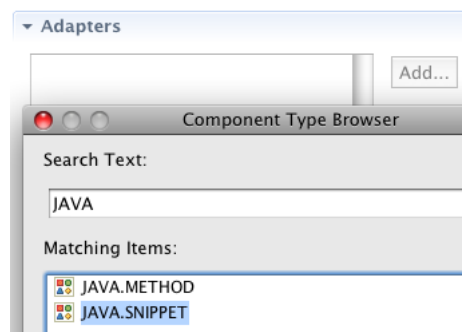 Adapters
Add...
Component Type Browser
Search Text:
JAVA
Matching Items:
JAVA.METHOD
JAVA.SNIPPET